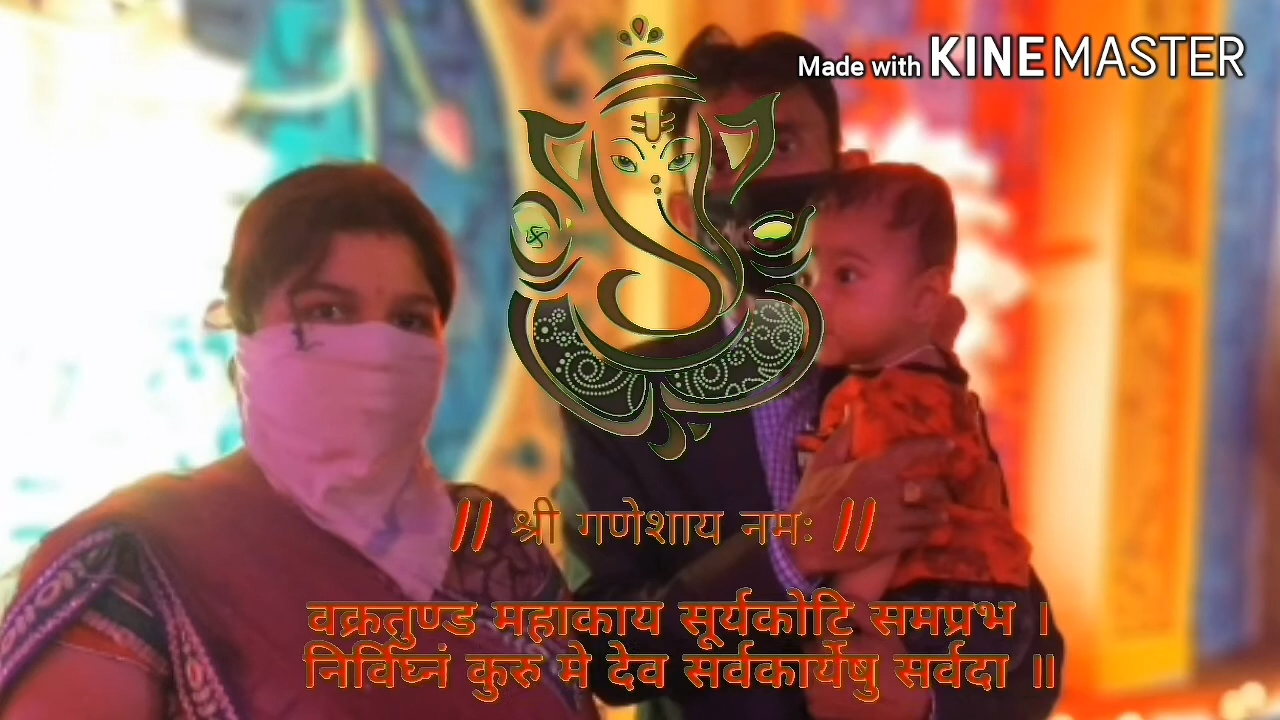 Made with KINEMASTER
// श्री गणेशाय नमः //
वक्रतुण्ड महाकाय सूर्यकोटि समप्रभ ।
निर्विघ्नं कुरु मे देव सर्वकार्येषु सर्वदा ॥